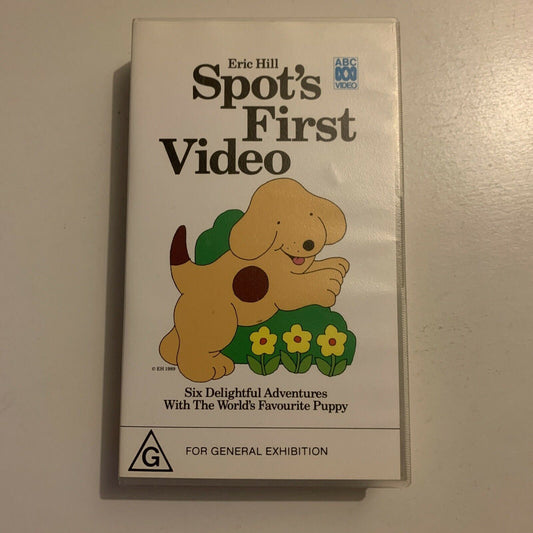 Eric Hill
ABC
VIDEO
Spot's
First
Video
© EH 1989
Six Delightful Adventures
With The World's Favourite Puppy
G
FOR GENERAL EXHIBITION